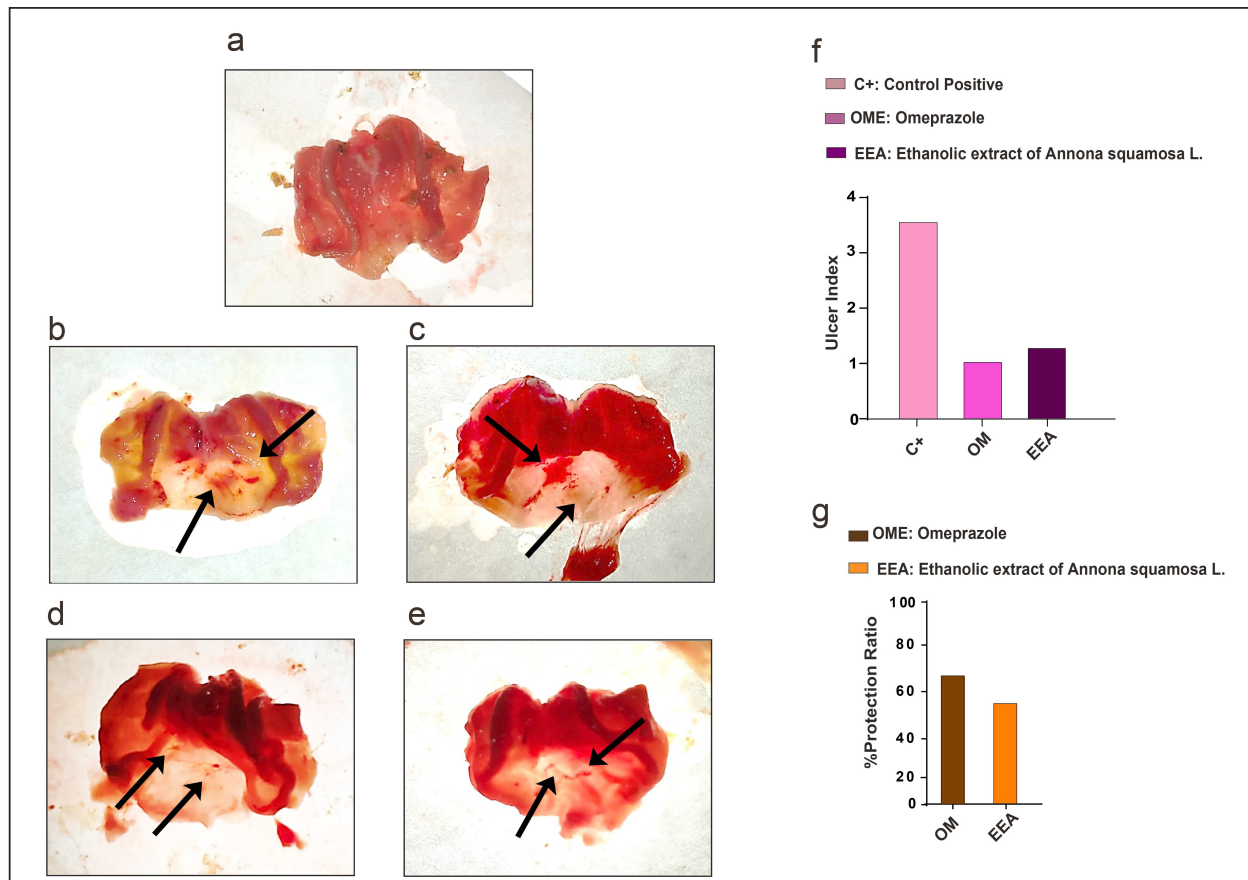 a
b
c
d
e
f
C+: Control Positive
OME: Omeprazole
EEA: Ethanolic extract of Annona squamosa L.
4
3
2
1
0
Ulcer Index
C+
OM
EEA
g
OME: Omeprazole
EEA: Ethanolic extract of Annona squamosa L.
100
80
60
40
20
0
%Protection Ratio
OM
EEA